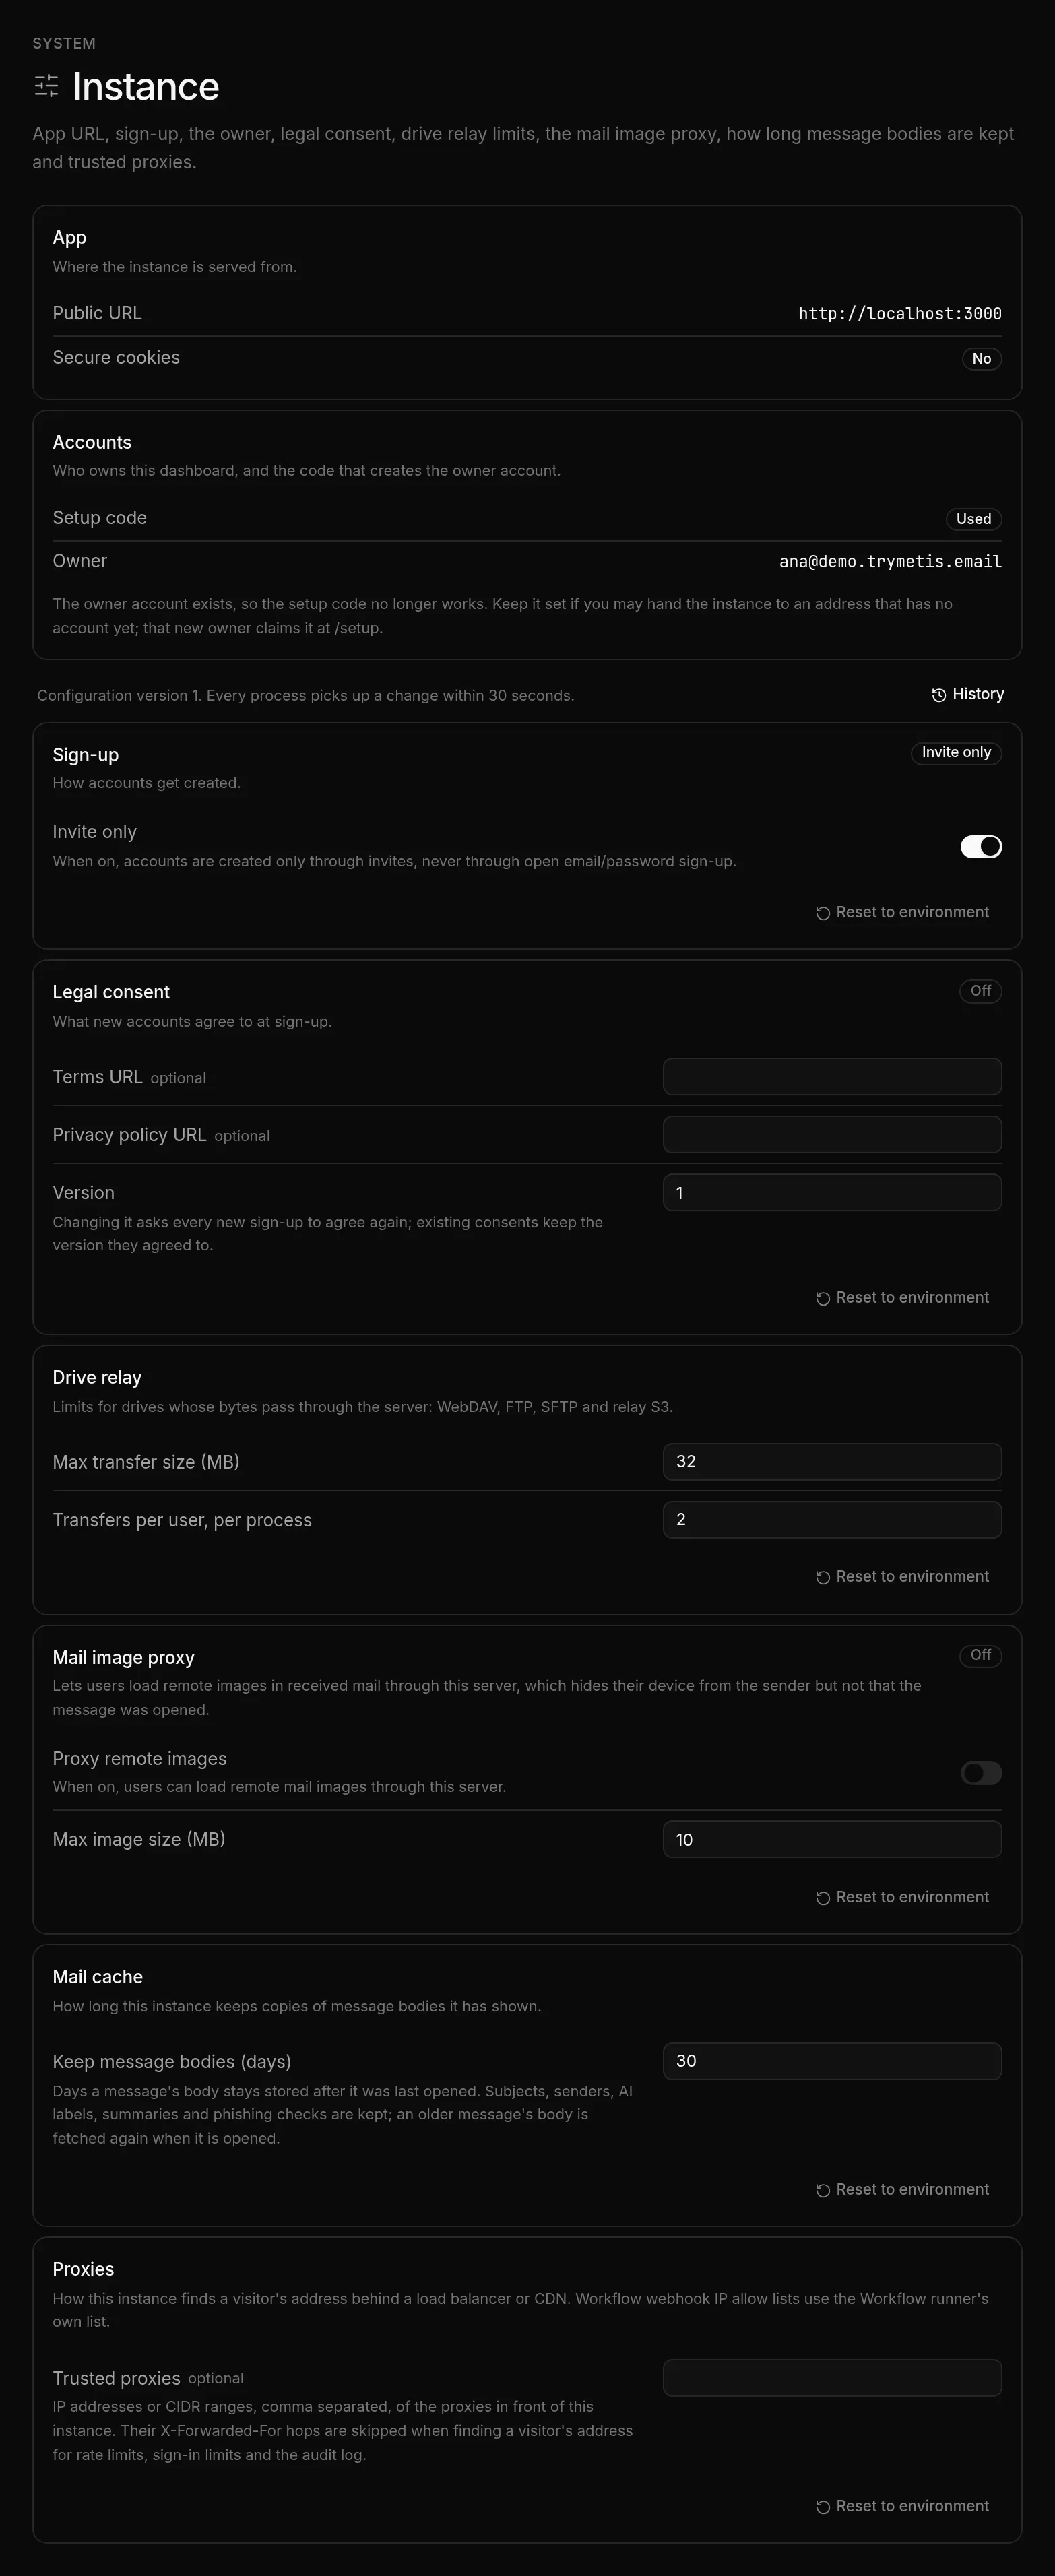 SYSTEM
Instance
App URL, sign-up, the owner, legal consent, drive relay limits, the mail image proxy, how long message bodies are kept
and trusted proxies.
App
Where the instance is served from.
Public URL
http://localhost:3000
Secure cookies
No
Accounts
Who owns this dashboard, and the code that creates the owner account.
Setup code
Used
Owner
ana@demo.trymetis.email
The owner account exists, so the setup code no longer works. Keep it set if you may hand the instance to an address that has no
account yet; that new owner claims it at /setup.
Configuration version 1. Every process picks up a change within 30 seconds.
History
Sign-up
Invite only
How accounts get created.
Invite only
When on, accounts are created only through invites, never through open email/password sign-up.
Reset to environment
Legal consent
Off
What new accounts agree to at sign-up.
Terms URL optional
Privacy policy URL optional
Version
1
Changing it asks every new sign-up to agree again; existing consents keep the
version they agreed to.
Reset to environment
Drive relay
Limits for drives whose bytes pass through the server: WebDAV, FTP, SFTP and relay S3.
Max transfer size (MB)
32
Transfers per user, per process
2
Reset to environment
Mail image proxy
Off
Lets users load remote images in received mail through this server, which hides their device from the sender but not that the
message was opened.
Proxy remote images
When on, users can load remote mail images through this server.
Max image size (MB)
10
Reset to environment
Mail cache
How long this instance keeps copies of message bodies it has shown.
Keep message bodies (days)
30
Days a message's body stays stored after it was last opened. Subjects, senders, AI
labels, summaries and phishing checks are kept; an older message's body is
fetched again when it is opened.
Reset to environment
Proxies
How this instance finds a visitor's address behind a load balancer or CDN. Workflow webhook IP allow lists use the Workflow runner's
own list.
Trusted proxies optional
IP addresses or CIDR ranges, comma separated, of the proxies in front of this
instance. Their X-Forwarded-For hops are skipped when finding a visitor's address
for rate limits, sign-in limits and the audit log.
Reset to environment